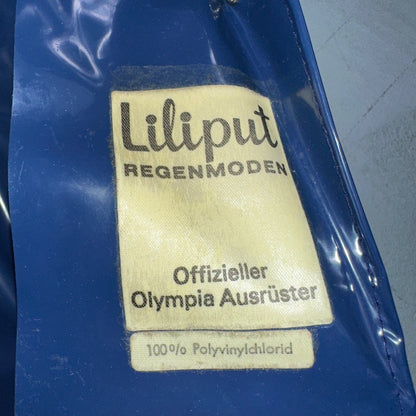 Liliput
REGENMODEN
Offizieller
Olympia Ausrüster
100% Polyvinylchlorid